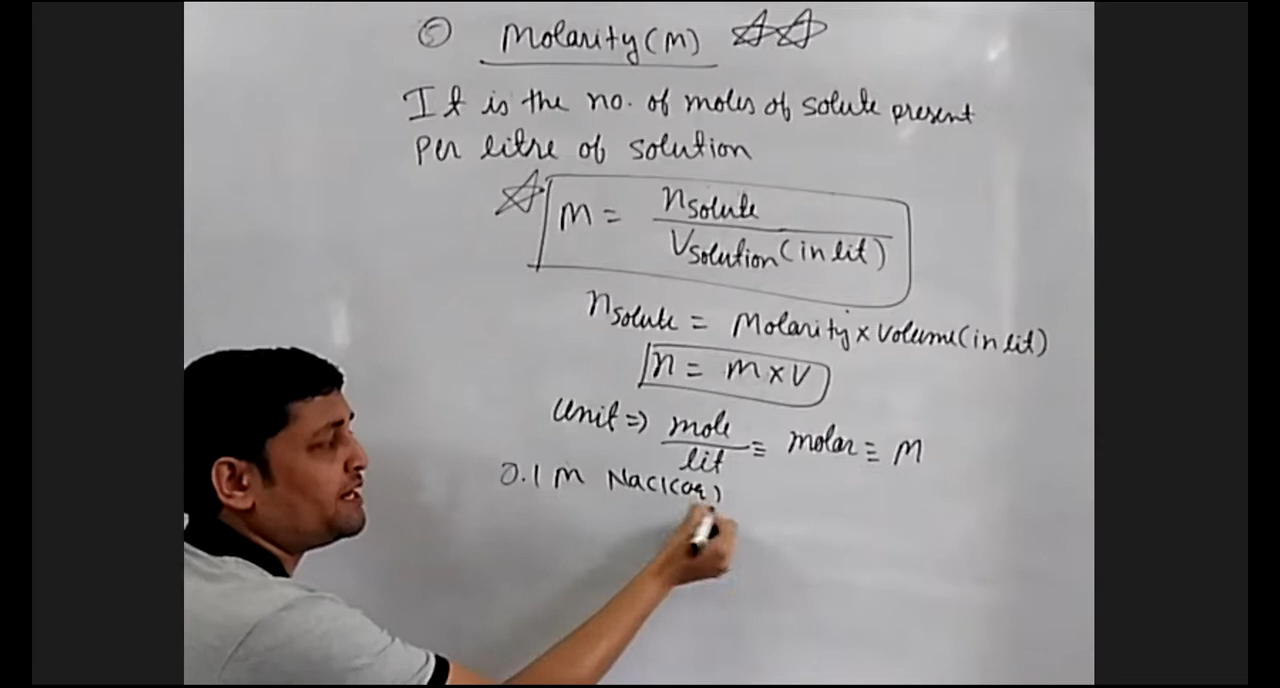 ⑤ Molarity (M)
It is the no. of moles of solute present
per litre of solution
M = nsolute / Vsolution (in lit)
nsolute = Molarity × Volume (in lit)
n = M × V
Unit ⇒ mole / lit ≡ molar ≡ M
0.1 M NaCl(aq)